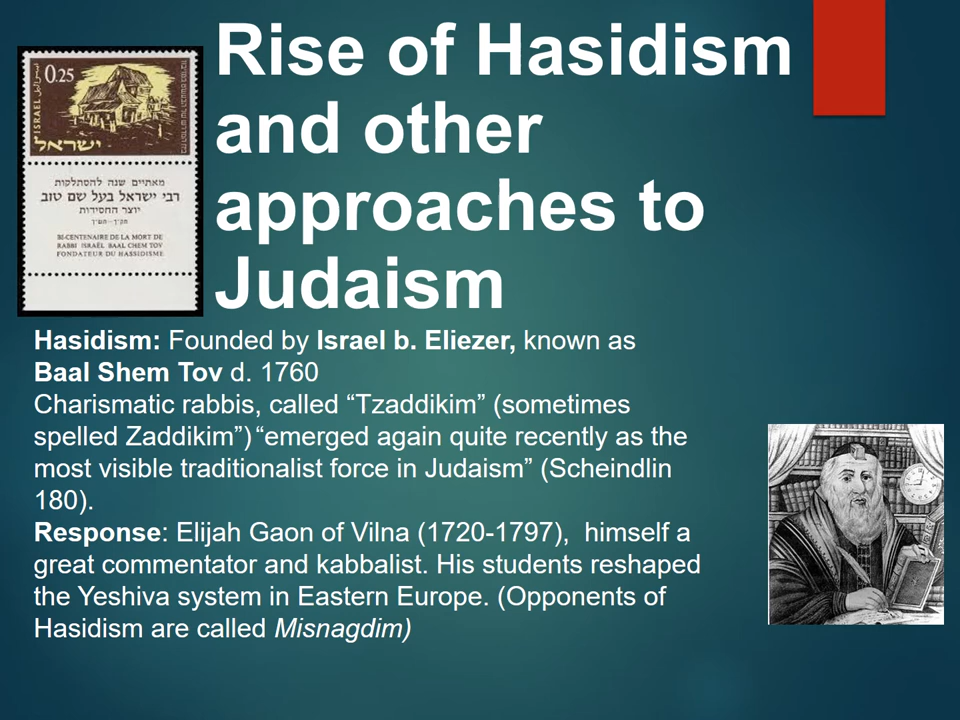 Rise of Hasidism
and other
approaches to
Judaism
0.25
ISRAEL
ישראל
מאתיים שנה להסתלקות
רבי ישראל בעל שם טוב
יוצר החסידות
תק״ך–תש״ך
BI-CENTENAIRE DE LA MORT DE
RABBI ISRAËL BAAL CHEM TOV
FONDATEUR DU HASSIDISME
Hasidism: Founded by Israel b. Eliezer, known as
Baal Shem Tov d. 1760
Charismatic rabbis, called “Tzaddikim” (sometimes
spelled Zaddikim”) “emerged again quite recently as the
most visible traditionalist force in Judaism” (Scheindlin
180).
Response: Elijah Gaon of Vilna (1720-1797),  himself a
great commentator and kabbalist. His students reshaped
the Yeshiva system in Eastern Europe. (Opponents of
Hasidism are called Misnagdim)